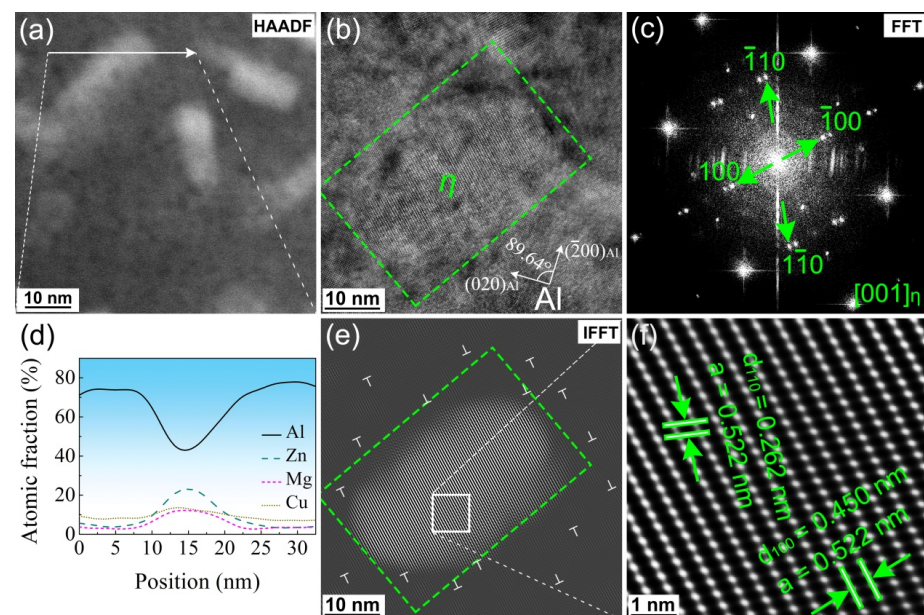 (a)
HAADF
10 nm
(b)
η
89.64°
(2̄00)Al
(020)Al
Al
10 nm
(c)
FFT
1̄10
1̄00
100
11̄0
[001]η
(d)
Atomic fraction (%)
80
60
40
20
0
Al
Zn
Mg
Cu
0 5 10 15 20 25 30
Position (nm)
(e)
IFFT
10 nm
(f)
d110 = 0.262 nm
a = 0.522 nm
d100 = 0.450 nm
a = 0.522 nm
1 nm